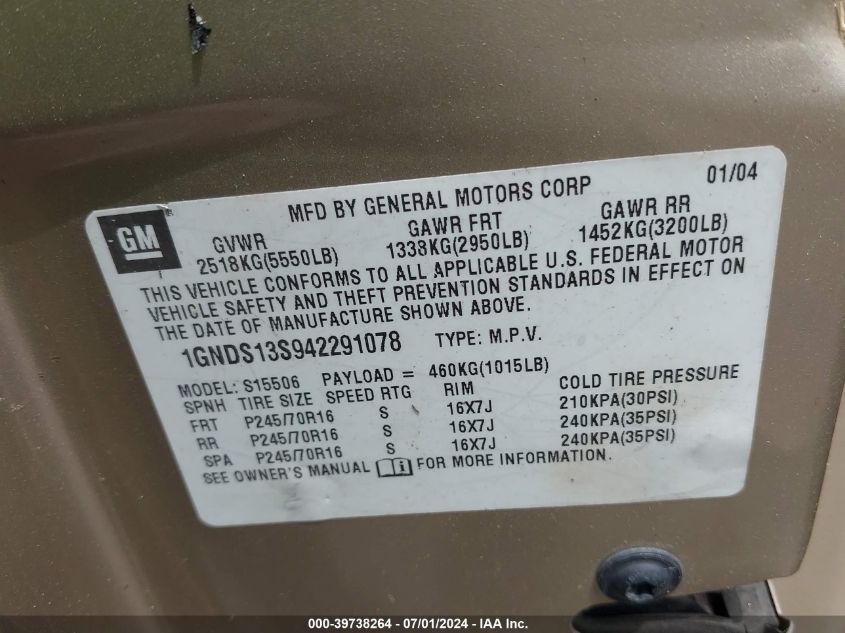 01/04
MFD BY GENERAL MOTORS CORP
GM
GVWR GAWR FRT GAWR RR
2518KG(5550LB) 1338KG(2950LB) 1452KG(3200LB)
THIS VEHICLE CONFORMS TO ALL APPLICABLE U.S. FEDERAL MOTOR
VEHICLE SAFETY AND THEFT PREVENTION STANDARDS IN EFFECT ON
THE DATE OF MANUFACTURE SHOWN ABOVE.
1GNDS13S942291078 TYPE: M.P.V.
MODEL: S15506 PAYLOAD = 460KG(1015LB)
SPNH TIRE SIZE SPEED RTG RIM COLD TIRE PRESSURE
FRT P245/70R16 S 16X7J 210KPA(30PSI)
RR P245/70R16 S 16X7J 240KPA(35PSI)
SPA P245/70R16 S 16X7J 240KPA(35PSI)
SEE OWNER'S MANUAL i FOR MORE INFORMATION.
000-39738264 / 07/01/2024 - IAA Inc.